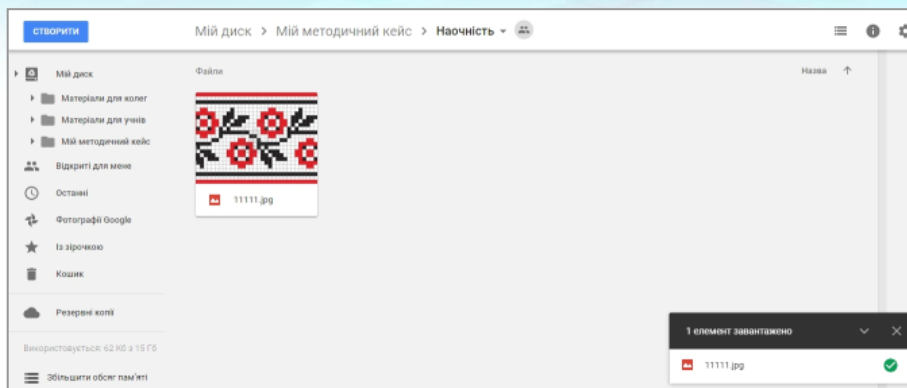 СТВОРИТИ
Мій диск > Мій методичний кейс > Наочність
Мій диск
Матеріали для колег
Матеріали для учнів
Мій методичний кейс
Відкриті для мене
Останні
Фотографії Google
Із зірочкою
Кошик
Резервні копії
Використовується: 62 Кб з 15 Гб
Збільшити обсяг пам'яті
Файли
Назва
11111.jpg
1 елемент завантажено
11111.jpg